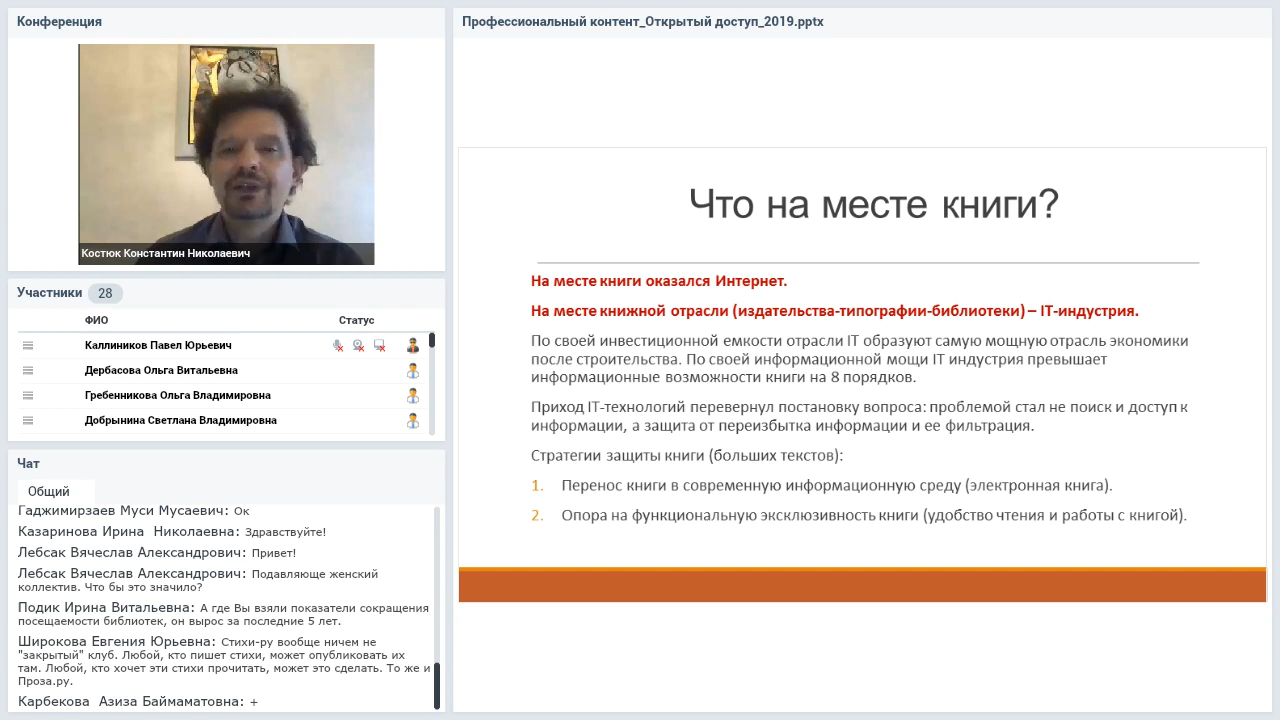 Конференция
Костюк Константин Николаевич
Участники 28
ФИО Статус
Каллиников Павел Юрьевич
Дербасова Ольга Витальевна
Гребенникова Ольга Владимировна
Добрынина Светлана Владимировна
Чат
Общий
Гаджимирзаев Муси Мусаевич: Ок
Казаринова Ирина Николаевна: Здравствуйте!
Лебсак Вячеслав Александрович: Привет!
Лебсак Вячеслав Александрович: Подавляюще женский
коллектив. Что бы это значило?
Подик Ирина Витальевна: А где Вы взяли показатели сокращения
посещаемости библиотек, он вырос за последние 5 лет.
Широкова Евгения Юрьевна: Стихи-ру вообще ничем не
"закрытый" клуб. Любой, кто пишет стихи, может опубликовать их
там. Любой, кто хочет эти стихи прочитать, может это сделать. То же и
Проза.ру.
Карбекова Азиза Баймаматовна: +
Профессиональный контент_Открытый доступ_2019.pptx
Что на месте книги?
На месте книги оказался Интернет.
На месте книжной отрасли (издательства-типографии-библиотеки) – IT-индустрия.
По своей инвестиционной емкости отрасли IT образуют самую мощную отрасль экономики
после строительства. По своей информационной мощи IT индустрия превышает
информационные возможности книги на 8 порядков.
Приход IT-технологий перевернул постановку вопроса: проблемой стал не поиск и доступ к
информации, а защита от переизбытка информации и ее фильтрация.
Стратегии защиты книги (больших текстов):
1. Перенос книги в современную информационную среду (электронная книга).
2. Опора на функциональную эксклюзивность книги (удобство чтения и работы с книгой).